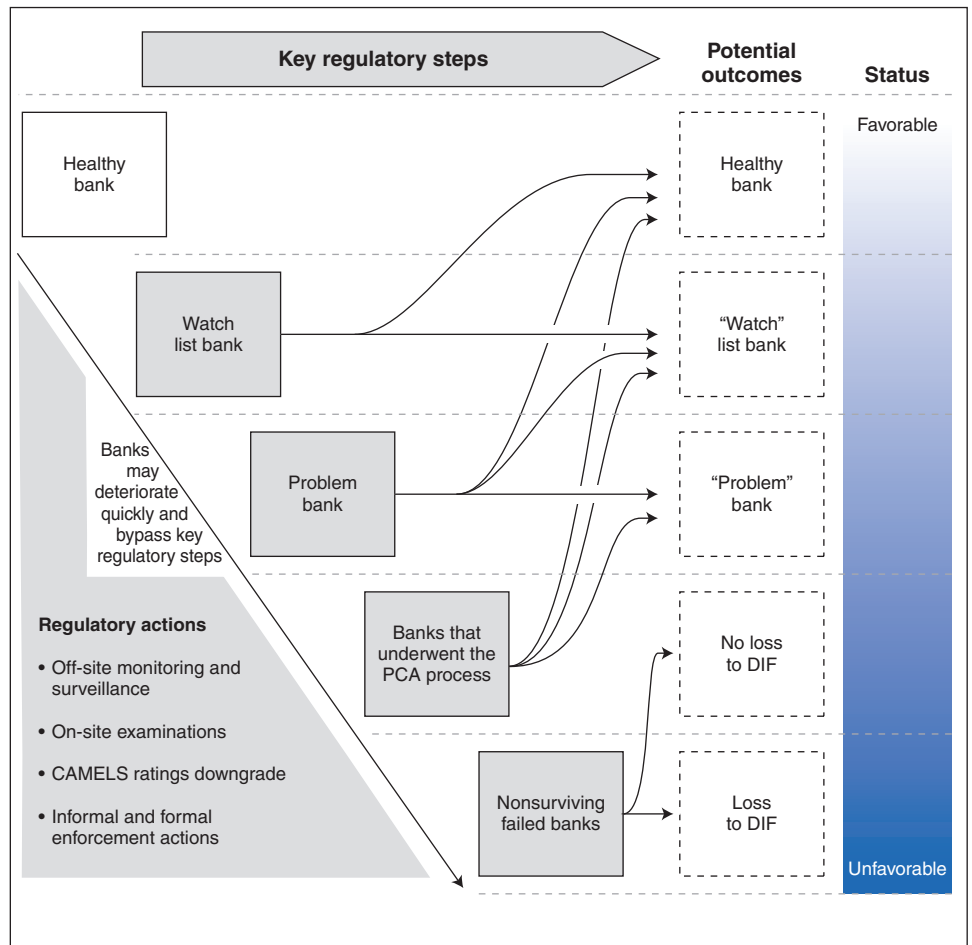 Key regulatory steps
Potential
outcomes
Status
Healthy
bank
Healthy
bank
Favorable
Watch
list bank
“Watch”
list bank
Banks
may
deteriorate
quickly and
bypass key
regulatory steps
Problem
bank
“Problem”
bank
Regulatory actions
• Off-site monitoring and
surveillance
• On-site examinations
• CAMELS ratings downgrade
• Informal and formal
enforcement actions
Banks that
underwent the
PCA process
No loss
to DIF
Nonsurviving
failed banks
Loss
to DIF
Unfavorable